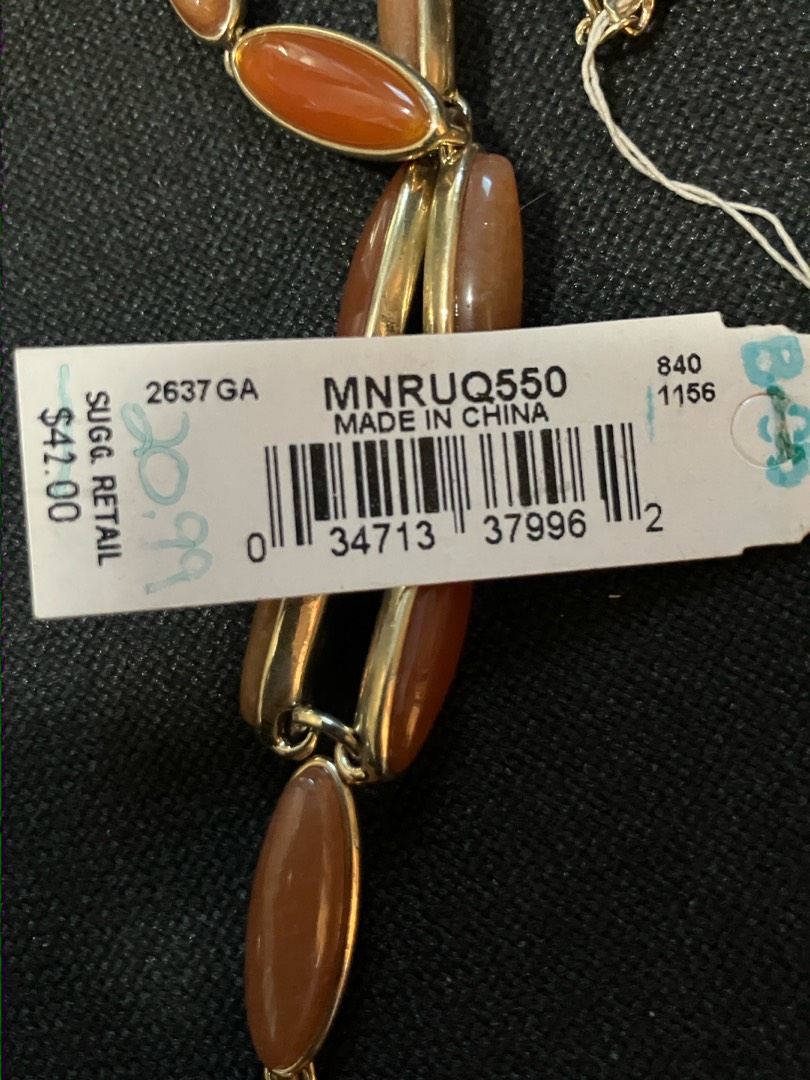 2637 GA
MNRUQ550
MADE IN CHINA
840
1156
0 34713 37996 2
SUGG. RETAIL
$42.00
20.99